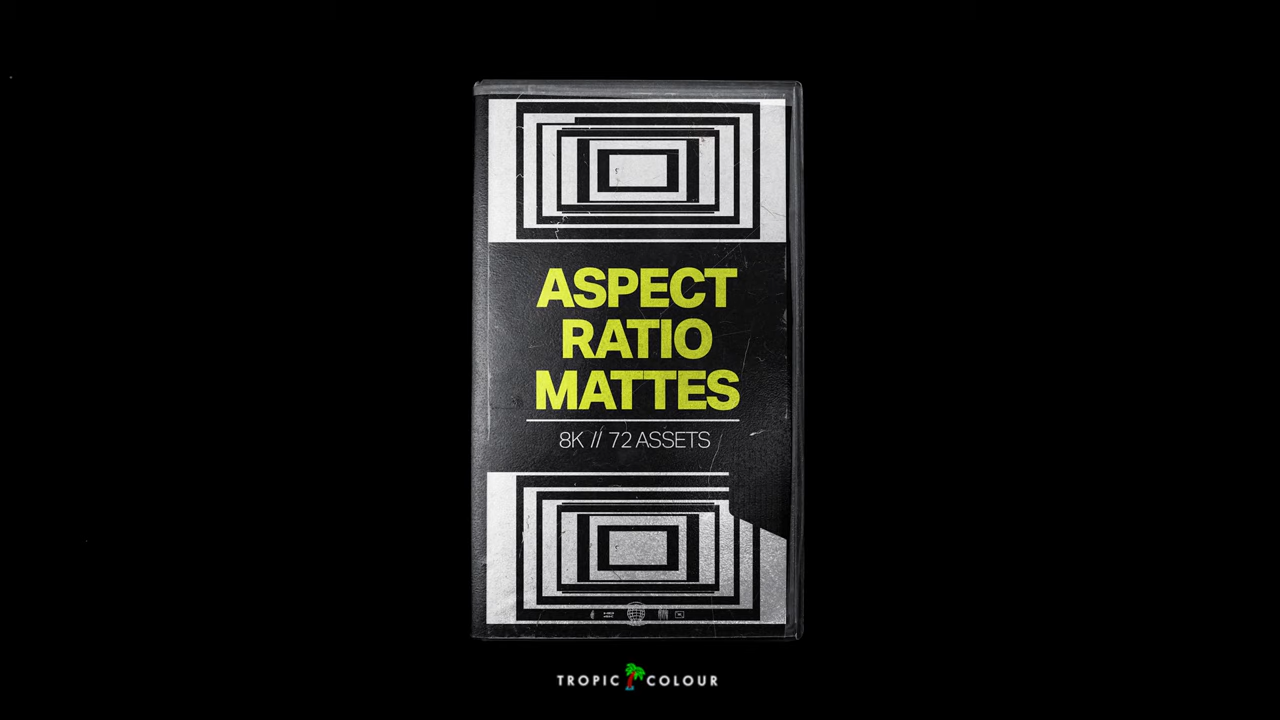 ASPECT
RATIO
MATTES
8K // 72 ASSETS
TROPIC COLOUR